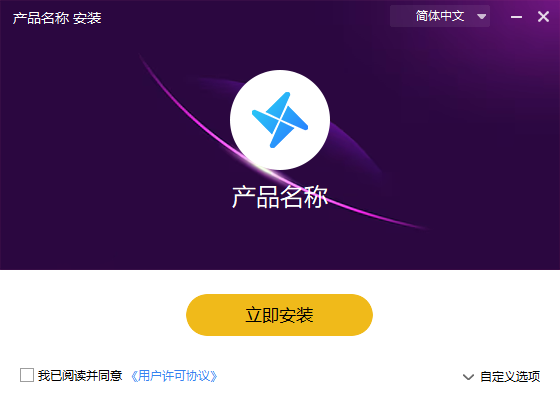 产品名称 安装
简体中文
产品名称
立即安装
我已阅读并同意 《用户许可协议》
自定义选项